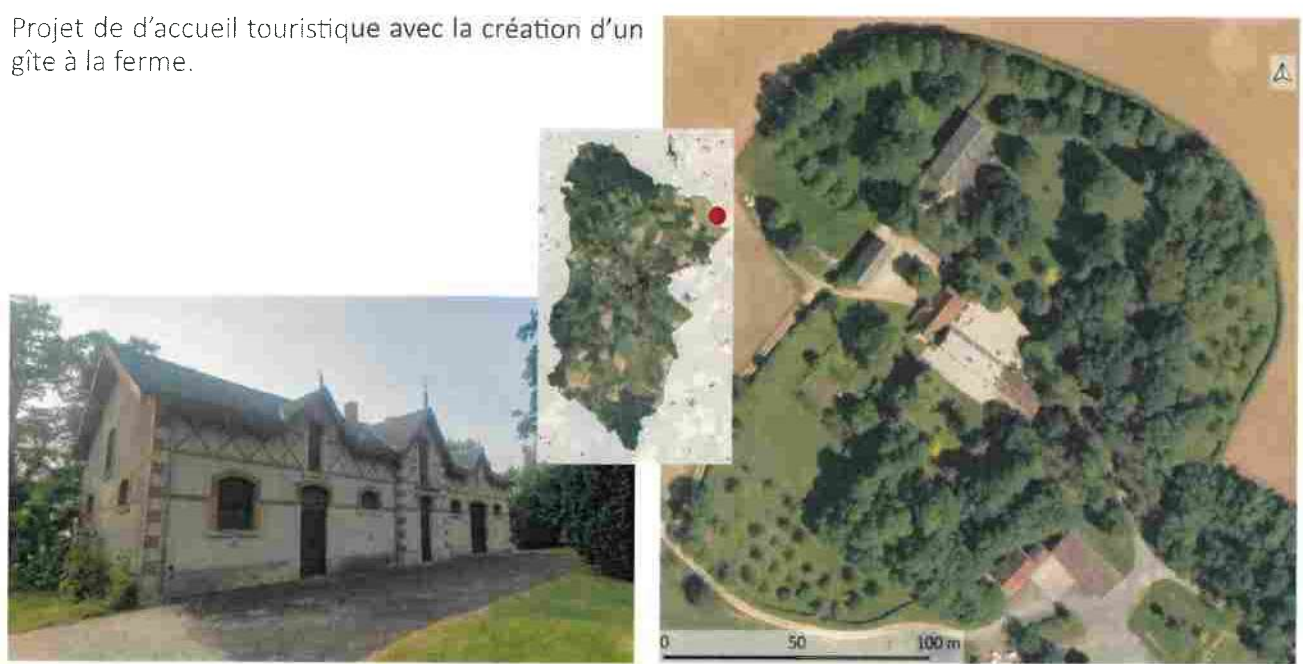 Projet de d'accueil touristique avec la création d'un
gîte à la ferme.
0 50 100 m